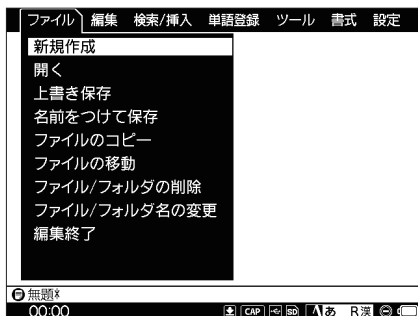 ファイル 編集 検索/挿入 単語登録 ツール 書式 設定
新規作成
開く
上書き保存
名前をつけて保存
ファイルのコピー
ファイルの移動
ファイル/フォルダの削除
ファイル/フォルダ名の変更
編集終了
無題*
00:00 CAP SD あ R漢